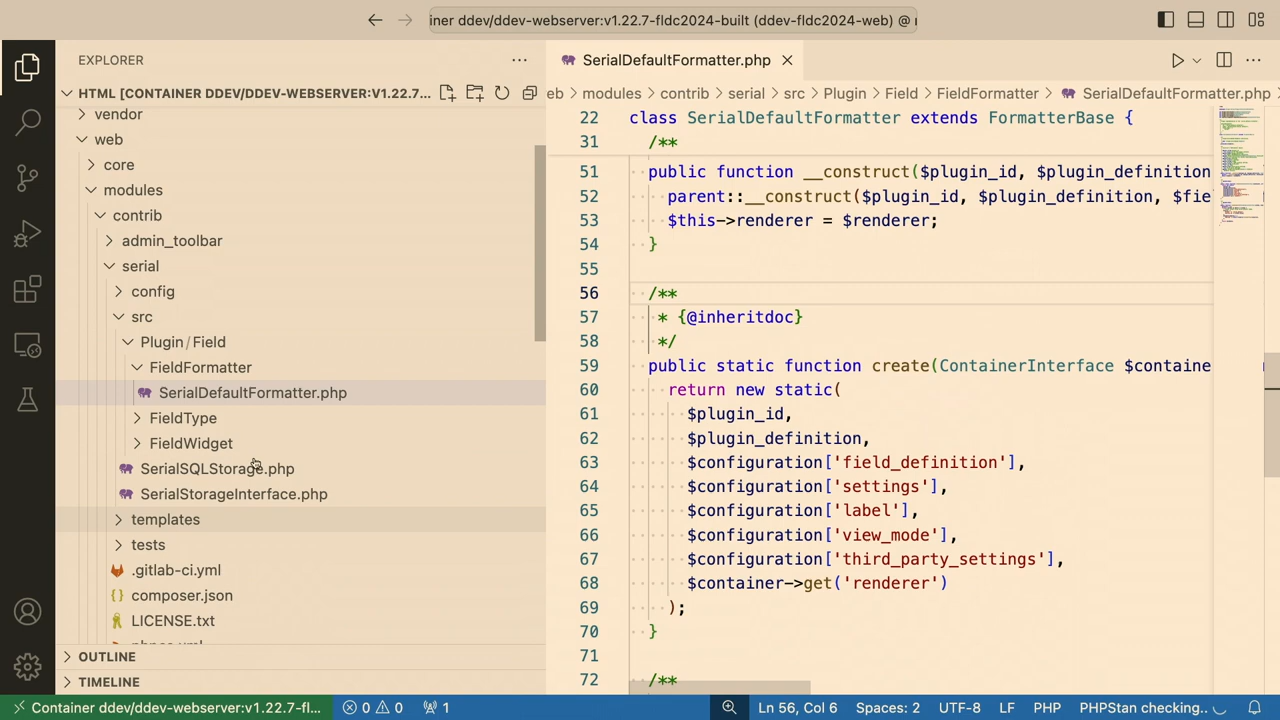 iner ddev/ddev-webserver:v1.22.7-fldc2024-built (ddev-fldc2024-web) @
EXPLORER
HTML [CONTAINER DDEV/DDEV-WEBSERVER:V1.22.7...
vendor
web
core
modules
contrib
admin_toolbar
serial
config
src
Plugin / Field
FieldFormatter
SerialDefaultFormatter.php
FieldType
FieldWidget
SerialSQLStorage.php
SerialStorageInterface.php
templates
tests
.gitlab-ci.yml
composer.json
LICENSE.txt
OUTLINE
TIMELINE
SerialDefaultFormatter.php
eb > modules > contrib > serial > src > Plugin > Field > FieldFormatter > SerialDefaultFormatter.php
22 class SerialDefaultFormatter extends FormatterBase {
31 /**
51 public function __construct($plugin_id, $plugin_definition
52 parent::__construct($plugin_id, $plugin_definition, $fie
53 $this->renderer = $renderer;
54 }
55
56 /**
57 * {@inheritdoc}
58 */
59 public static function create(ContainerInterface $containe
60 return new static(
61 $plugin_id,
62 $plugin_definition,
63 $configuration['field_definition'],
64 $configuration['settings'],
65 $configuration['label'],
66 $configuration['view_mode'],
67 $configuration['third_party_settings'],
68 $container->get('renderer')
69 );
70 }
71
72 /**
Container ddev/ddev-webserver:v1.22.7-fl... 0 0 1 Ln 56, Col 6 Spaces: 2 UTF-8 LF PHP PHPStan checking..